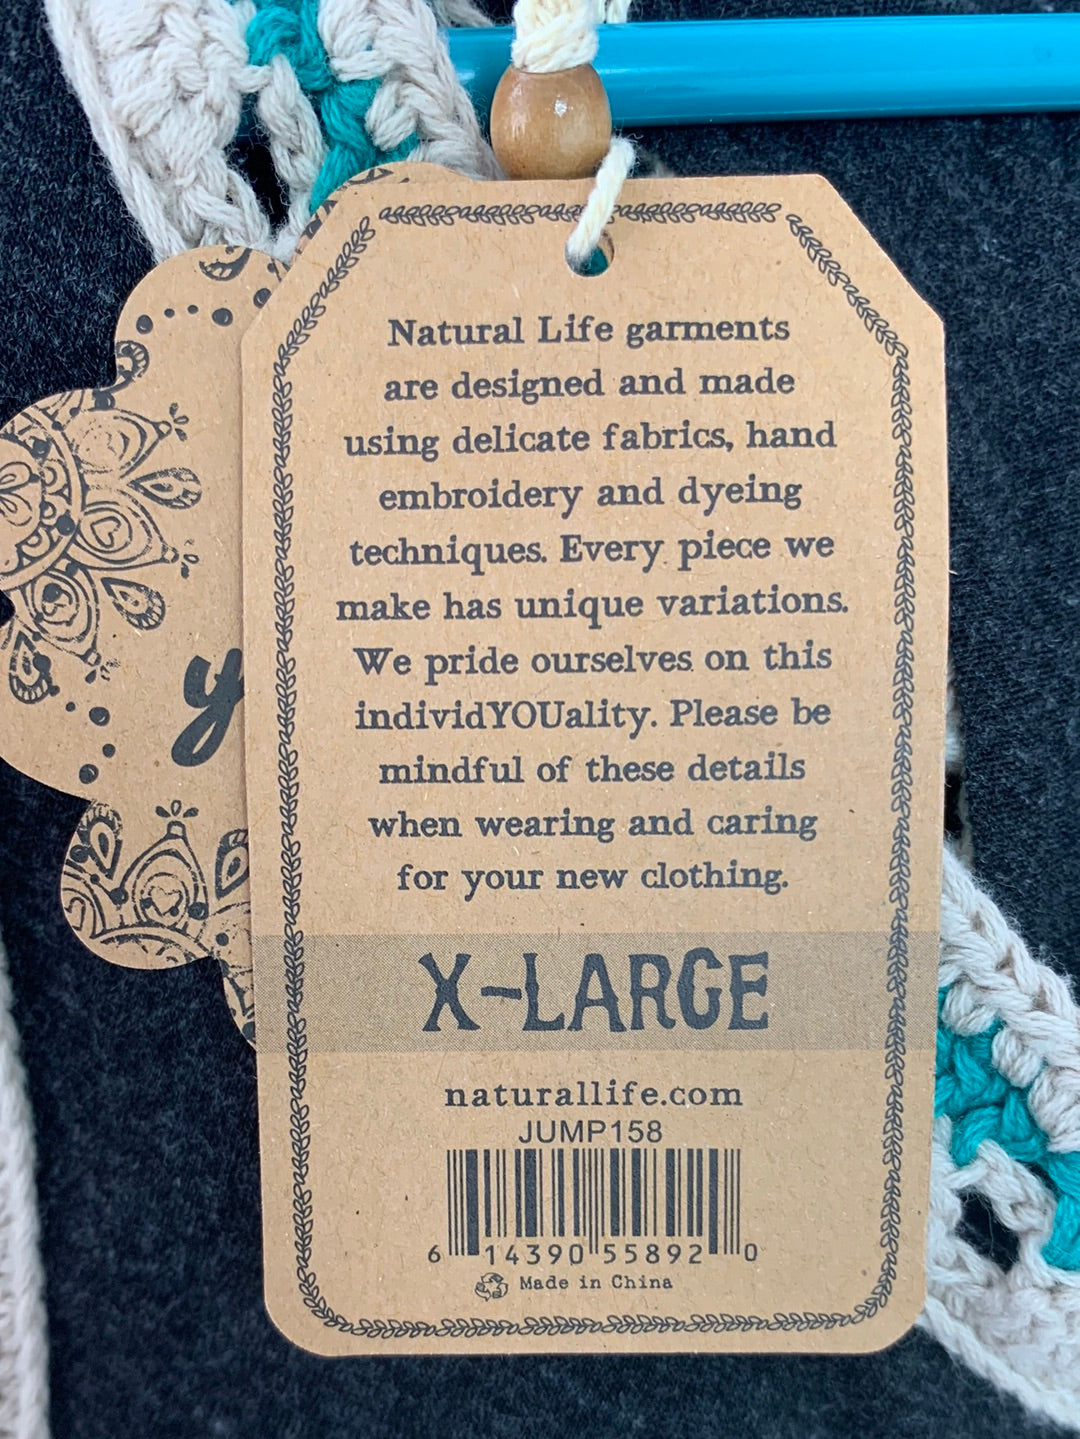 Natural Life garments
are designed and made
using delicate fabrics, hand
embroidery and dyeing
techniques. Every piece we
make has unique variations.
We pride ourselves on this
individYOUality. Please be
mindful of these details
when wearing and caring
for your new clothing.
X-LARGE
naturallife.com
JUMP158
6 14390 55892 0
Made in China
y